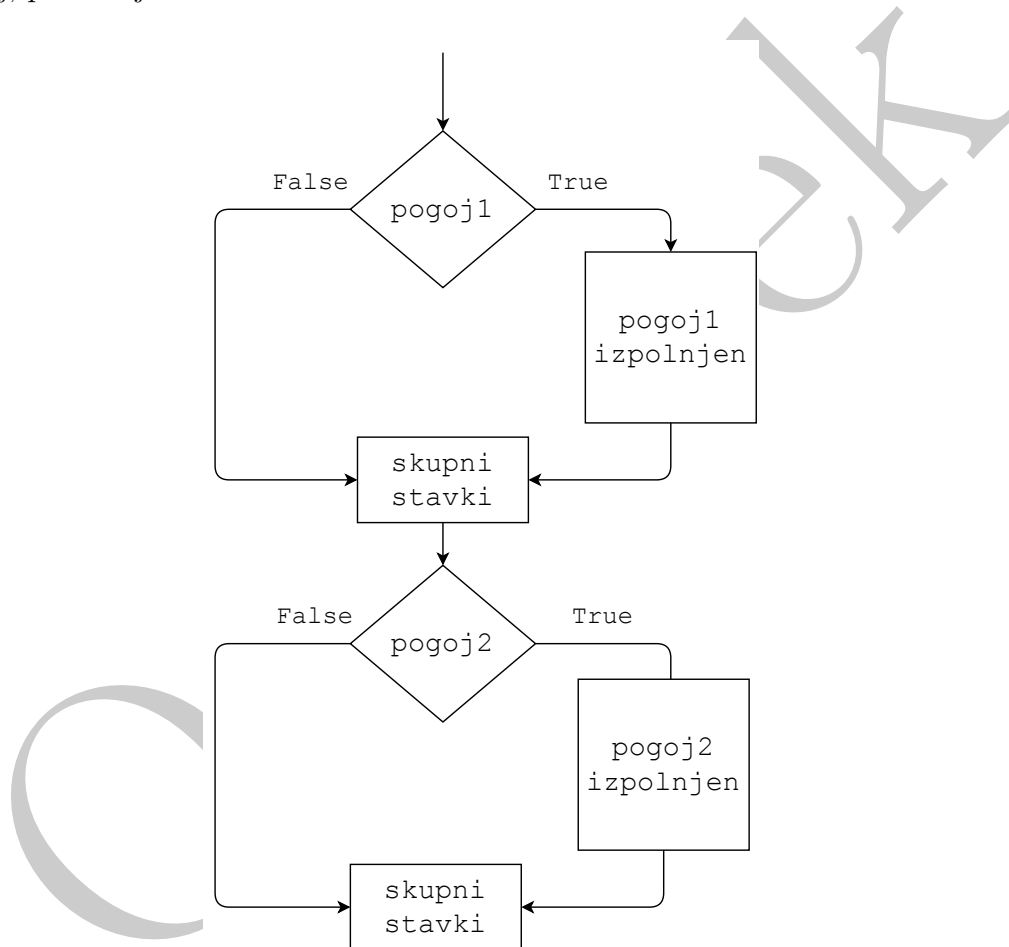 False
True
pogoj1
pogoj1
izpolnjen
skupni
stavki
False
True
pogoj2
pogoj2
izpolnjen
skupni
stavki